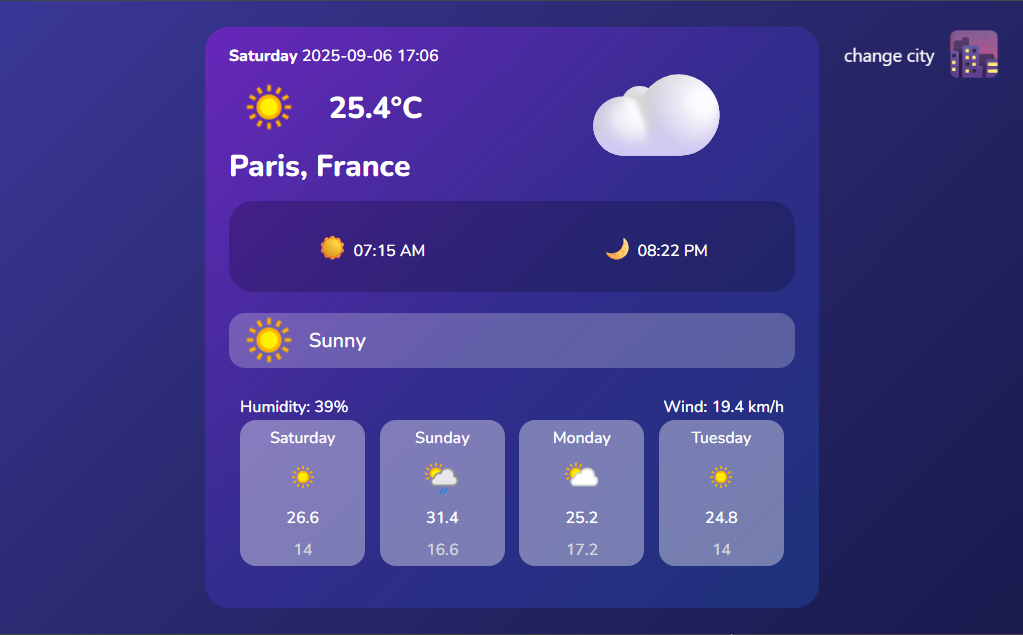 Saturday 2025-09-06 17:06
change city
25.4°C
Paris, France
07:15 AM 08:22 PM
Sunny
Humidity: 39% Wind: 19.4 km/h
Saturday Sunday Monday Tuesday
26.6 31.4 25.2 24.8
14 16.6 17.2 14